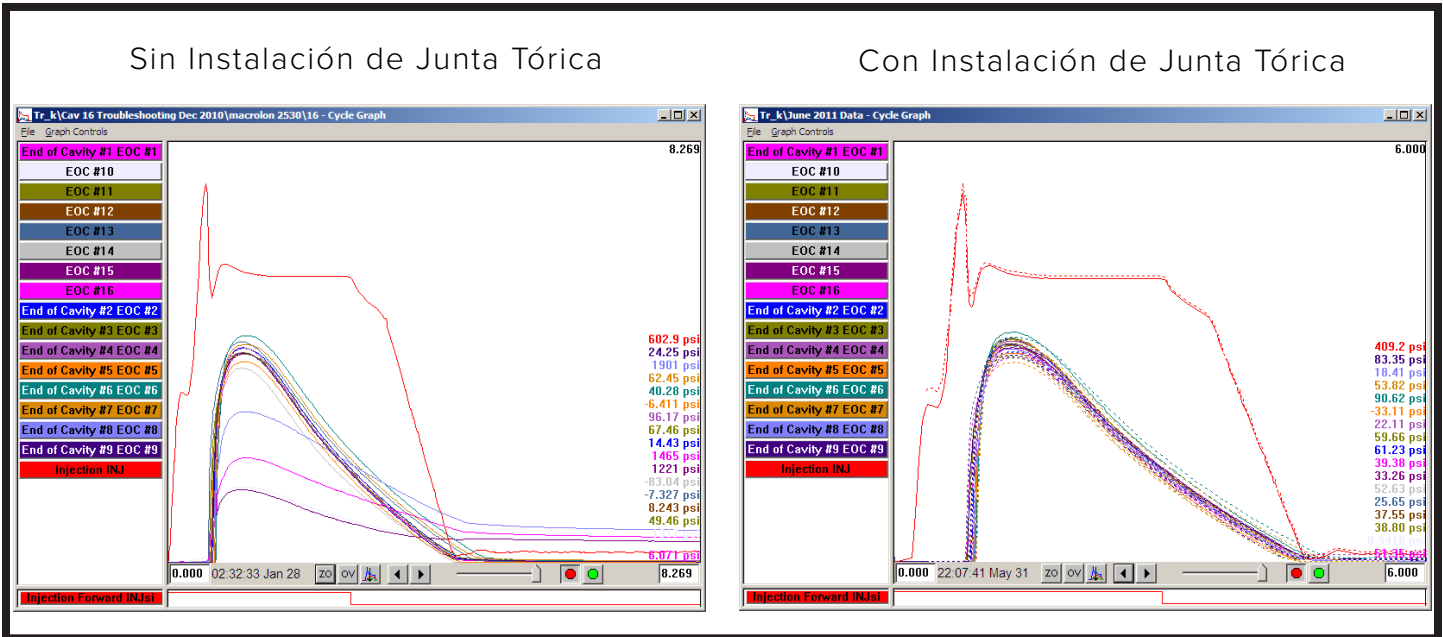 Sin Instalación de Junta Tórica
Tr_k\Cav 16 Troubleshooting Dec 2010\macrolon 2530\16 - Cycle Graph
File Graph Controls
End of Cavity #1 EOC #1
EOC #10
EOC #11
EOC #12
EOC #13
EOC #14
EOC #15
EOC #16
End of Cavity #2 EOC #2
End of Cavity #3 EOC #3
End of Cavity #4 EOC #4
End of Cavity #5 EOC #5
End of Cavity #6 EOC #6
End of Cavity #7 EOC #7
End of Cavity #8 EOC #8
End of Cavity #9 EOC #9
Injection INJ
8.269
602.9 psi
24.25 psi
1901 psi
62.45 psi
40.28 psi
-6.411 psi
96.17 psi
67.46 psi
14.43 psi
1465 psi
1221 psi
-83.04 psi
-7.327 psi
8.243 psi
49.46 psi
6.071 psi
0.000 02:32:33 Jan 28 ZO OV 8.269
Injection Forward INJsi
Con Instalación de Junta Tórica
Tr_k\June 2011 Data - Cycle Graph
File Graph Controls
End of Cavity #1 EOC #1
EOC #10
EOC #11
EOC #12
EOC #13
EOC #14
EOC #15
EOC #16
End of Cavity #2 EOC #2
End of Cavity #3 EOC #3
End of Cavity #4 EOC #4
End of Cavity #5 EOC #5
End of Cavity #6 EOC #6
End of Cavity #7 EOC #7
End of Cavity #8 EOC #8
End of Cavity #9 EOC #9
Injection INJ
6.000
409.2 psi
83.35 psi
18.41 psi
53.82 psi
90.62 psi
-33.11 psi
22.11 psi
59.66 psi
61.23 psi
39.38 psi
33.26 psi
52.63 psi
25.65 psi
37.55 psi
38.80 psi
0.9416 psi
51.35 psi
0.000 22:07:41 May 31 ZO OV 6.000
Injection Forward INJsi